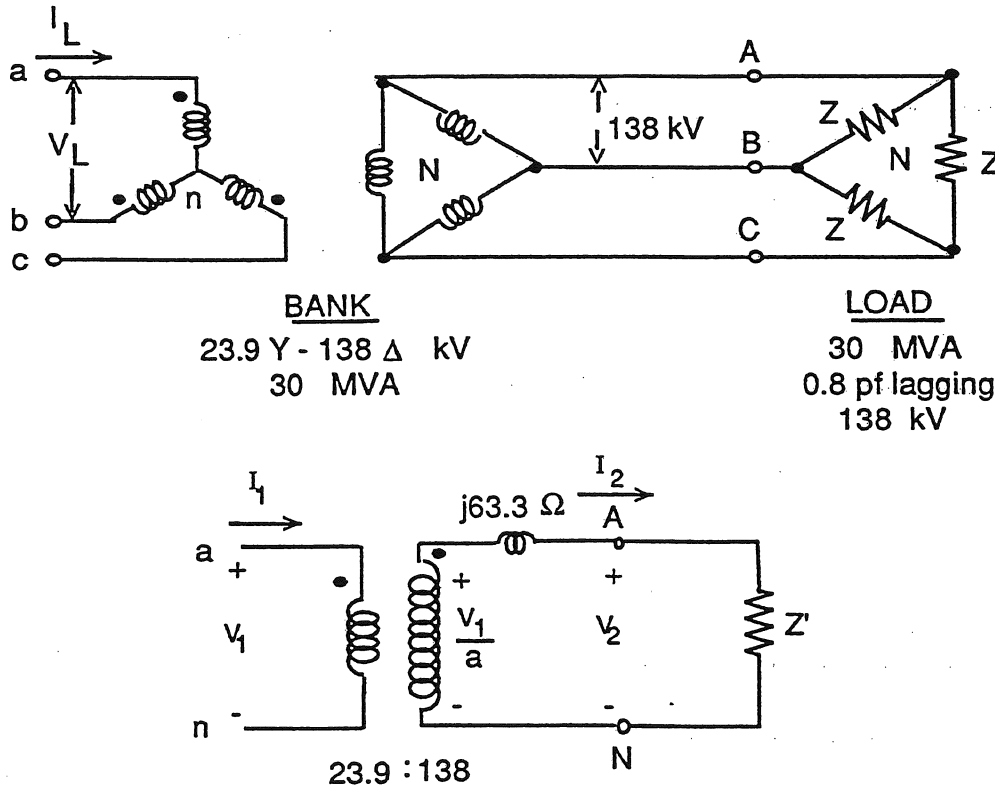 I_L
a
V_L
b
c
n
N
138 kV
A
B
C
Z
N
Z
Z
BANK
23.9 Y - 138 Δ kV
30 MVA
LOAD
30 MVA
0.8 pf lagging
138 kV
I_1
a
+
V_1
-
n
23.9 : 138
+
V_1
a
-
j63.3 Ω
I_2
A
+
V_2
-
N
Z'